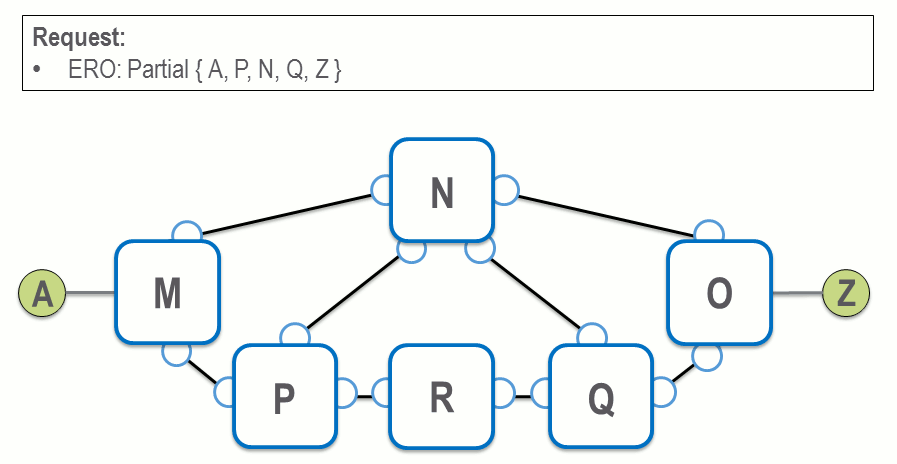 Request:
• ERO: Partial { A, P, N, Q, Z }
N
A
M
O
Z
P
R
Q